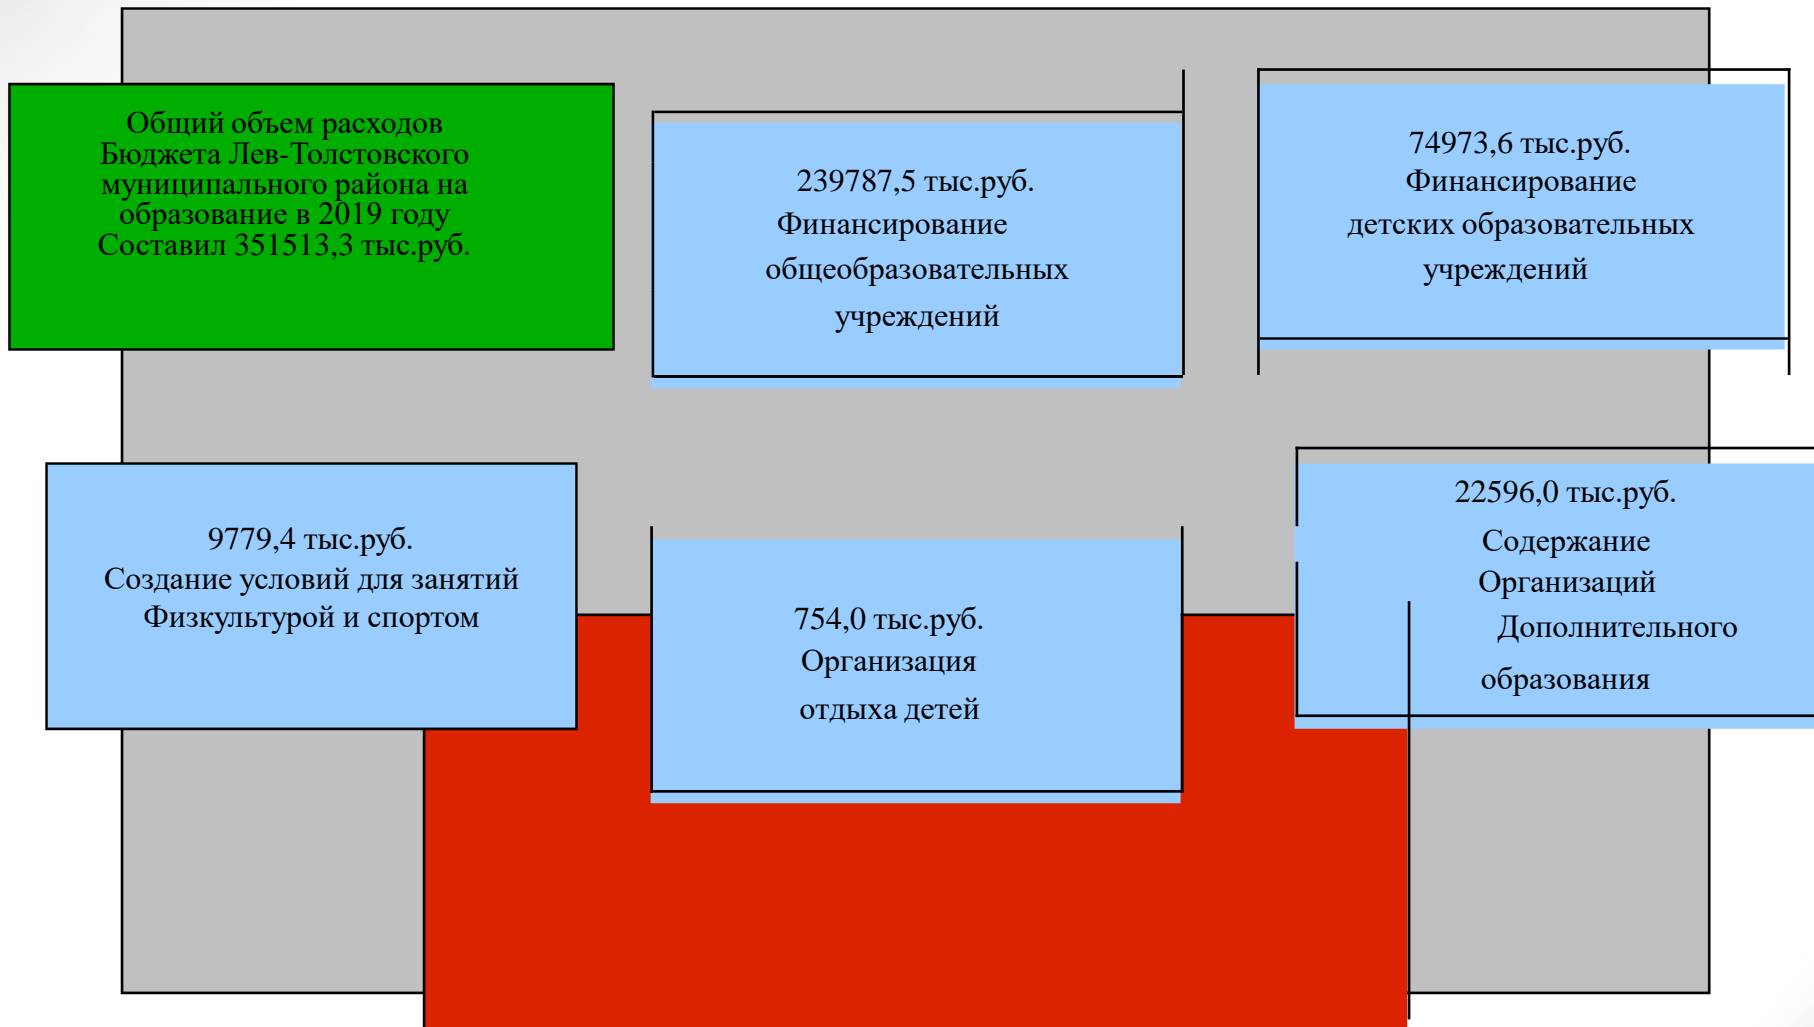 Общий объем расходов
Бюджета Лев-Толстовского
муниципального района на
образование в 2019 году
Составил 351513,3 тыс.руб.
239787,5 тыс.руб.
Финансирование
общеобразовательных
учреждений
74973,6 тыс.руб.
Финансирование
детских образовательных
учреждений
9779,4 тыс.руб.
Создание условий для занятий
Физкультурой и спортом
754,0 тыс.руб.
Организация
отдыха детей
22596,0 тыс.руб.
Содержание
Организаций
Дополнительного
образования